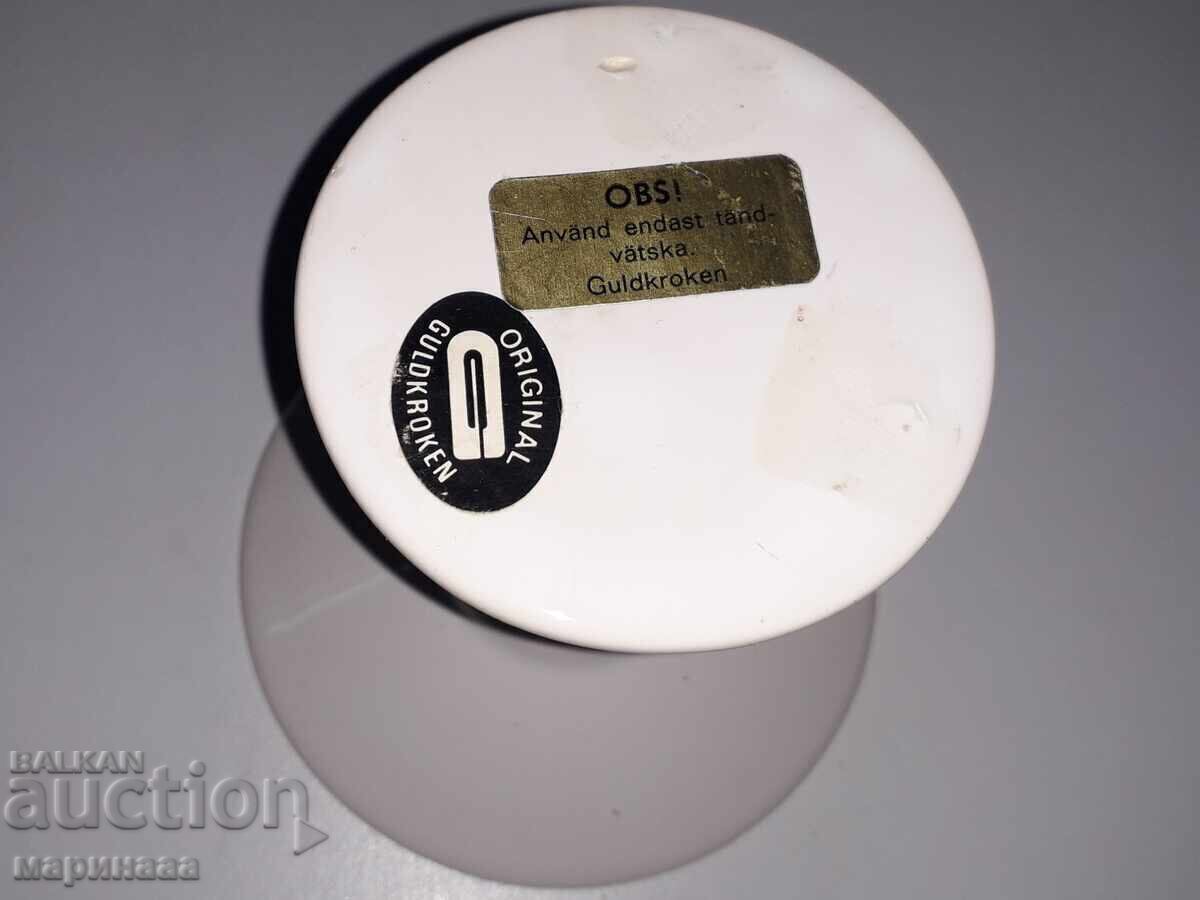 OBS!
Använd endast tänd-
vätska.
Guldkroken
ORIGINAL
GULDKROKEN
BALKAN
auction
маринааа